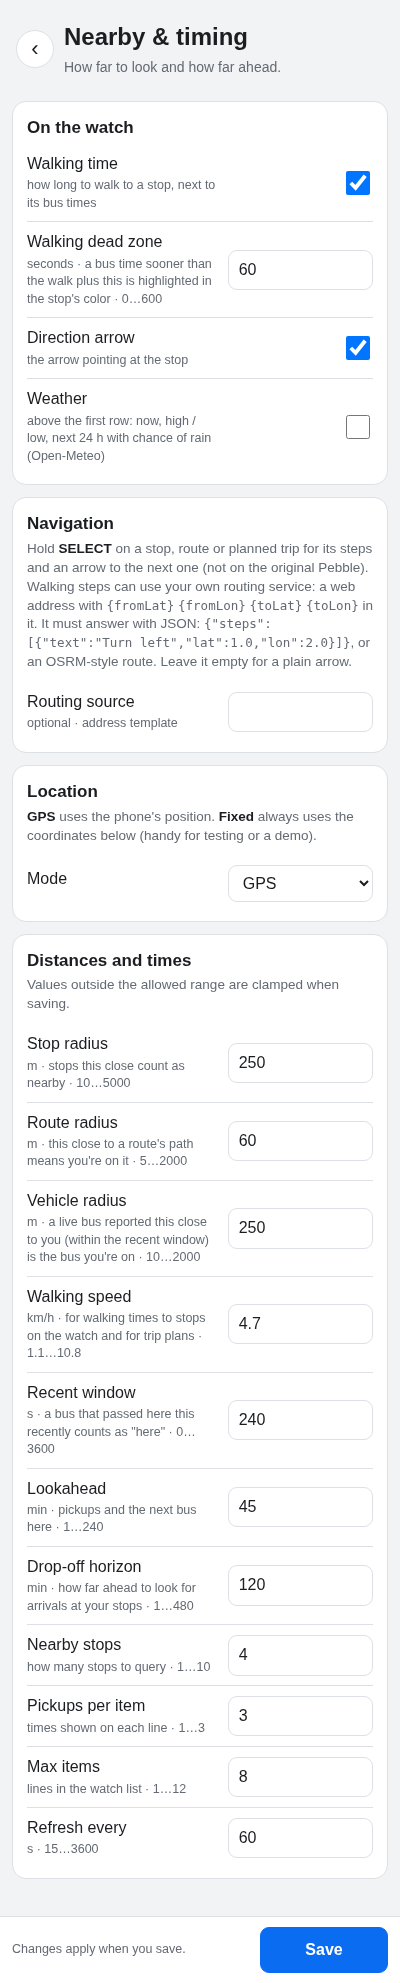 Nearby & timing
How far to look and how far ahead.
On the watch
Walking time
how long to walk to a stop, next to
its bus times
Walking dead zone
seconds · a bus time sooner than
the walk plus this is highlighted in
the stop's color · 0…600
60
Direction arrow
the arrow pointing at the stop
Weather
above the first row: now, high /
low, next 24 h with chance of rain
(Open-Meteo)
Navigation
Hold SELECT on a stop, route or planned trip for its steps
and an arrow to the next one (not on the original Pebble).
Walking steps can use your own routing service: a web
address with {fromLat} {fromLon} {toLat} {toLon} in
it. It must answer with JSON: {"steps":
[{"text":"Turn left","lat":1.0,"lon":2.0}]}, or
an OSRM-style route. Leave it empty for a plain arrow.
Routing source
optional · address template
Location
GPS uses the phone's position. Fixed always uses the
coordinates below (handy for testing or a demo).
Mode
GPS
Distances and times
Values outside the allowed range are clamped when
saving.
Stop radius
m · stops this close count as
nearby · 10…5000
250
Route radius
m · this close to a route's path
means you're on it · 5…2000
60
Vehicle radius
m · a live bus reported this close
to you (within the recent window)
is the bus you're on · 10…2000
250
Walking speed
km/h · for walking times to stops
on the watch and for trip plans ·
1.1…10.8
4.7
Recent window
s · a bus that passed here this
recently counts as "here" · 0…
3600
240
Lookahead
min · pickups and the next bus
here · 1…240
45
Drop-off horizon
min · how far ahead to look for
arrivals at your stops · 1…480
120
Nearby stops
how many stops to query · 1…10
4
Pickups per item
times shown on each line · 1…3
3
Max items
lines in the watch list · 1…12
8
Refresh every
s · 15…3600
60
Changes apply when you save.
Save